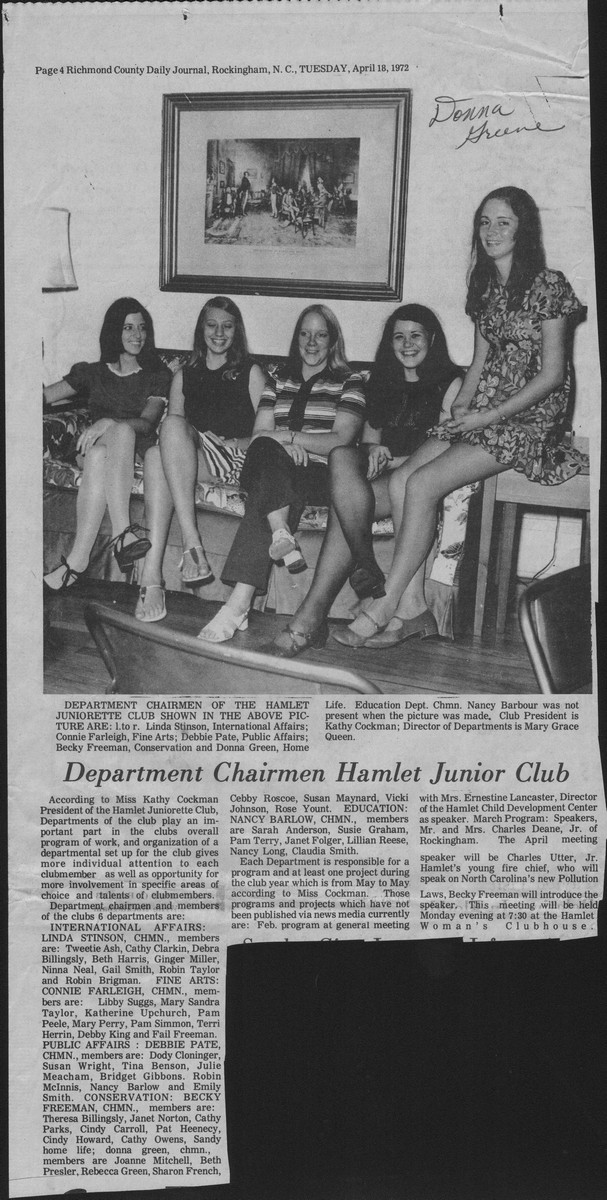 Page 4 Richmond County Daily Journal, Rockingham, N. C., TUESDAY, April 18, 1972
Donna
Greene
DEPARTMENT CHAIRMEN OF THE HAMLET
JUNIORETTE CLUB SHOWN IN THE ABOVE PIC-
TURE ARE: l.to r. Linda Stinson, International Affairs;
Connie Farleigh, Fine Arts; Debbie Pate, Public Affairs;
Becky Freeman, Conservation and Donna Green, Home
Life. Education Dept. Chmn. Nancy Barbour was not
present when the picture was made. Club President is
Kathy Cockman; Director of Departments is Mary Grace
Queen.
Department Chairmen Hamlet Junior Club
According to Miss Kathy Cockman
President of the Hamlet Juniorette Club,
Departments of the club play an im-
portant part in the clubs overall
program of work, and organization of a
departmental set up for the club gives
more individual attention to each
clubmember as well as opportunity for
more involvement in specific areas of
choice and talents of clubmembers.
Department chairmen and members
of the clubs 6 departments are:
INTERNATIONAL AFFAIRS:
LINDA STINSON, CHMN., members
are: Tweetie Ash, Cathy Clarkin, Debra
Billingsly, Beth Harris, Ginger Miller,
Ninna Neal, Gail Smith, Robin Taylor
and Robin Brigman. FINE ARTS:
CONNIE FARLEIGH, CHMN., mem-
bers are: Libby Suggs, Mary Sandra
Taylor, Katherine Upchurch, Pam
Peele, Mary Perry, Pam Simmon, Terri
Herrin, Debby King and Fail Freeman.
PUBLIC AFFAIRS : DEBBIE PATE,
CHMN., members are: Dody Cloninger,
Susan Wright, Tina Benson, Julie
Meacham, Bridget Gibbons. Robin
McInnis, Nancy Barlow and Emily
Smith. CONSERVATION: BECKY
FREEMAN, CHMN., members are:
Theresa Billingsly, Janet Norton, Cathy
Parks, Cindy Carroll, Pat Heenecy,
Cindy Howard, Cathy Owens, Sandy
home life; donna green, chmn.,
members are Joanne Mitchell, Beth
Presler, Rebecca Green, Sharon French,
Cebby Roscoe, Susan Maynard, Vicki
Johnson, Rose Yount. EDUCATION:
NANCY BARLOW, CHMN., members
are Sarah Anderson, Susie Graham,
Pam Terry, Janet Folger, Lillian Reese,
Nancy Long, Claudia Smith.
Each Department is responsible for a
program and at least one project during
the club year which is from May to May
according to Miss Cockman. Those
programs and projects which have not
been published via news media currently
are: Feb. program at general meeting
with Mrs. Ernestine Lancaster, Director
of the Hamlet Child Development Center
as speaker. March Program: Speakers,
Mr. and Mrs. Charles Deane, Jr. of
Rockingham. The April meeting
speaker will be Charles Utter, Jr.
Hamlet's young fire chief, who will
speak on North Carolina's new Pollution
Laws, Becky Freeman will introduce the
speaker. This meeting will be held
Monday evening at 7:30 at the Hamlet
Woman's Clubhouse.